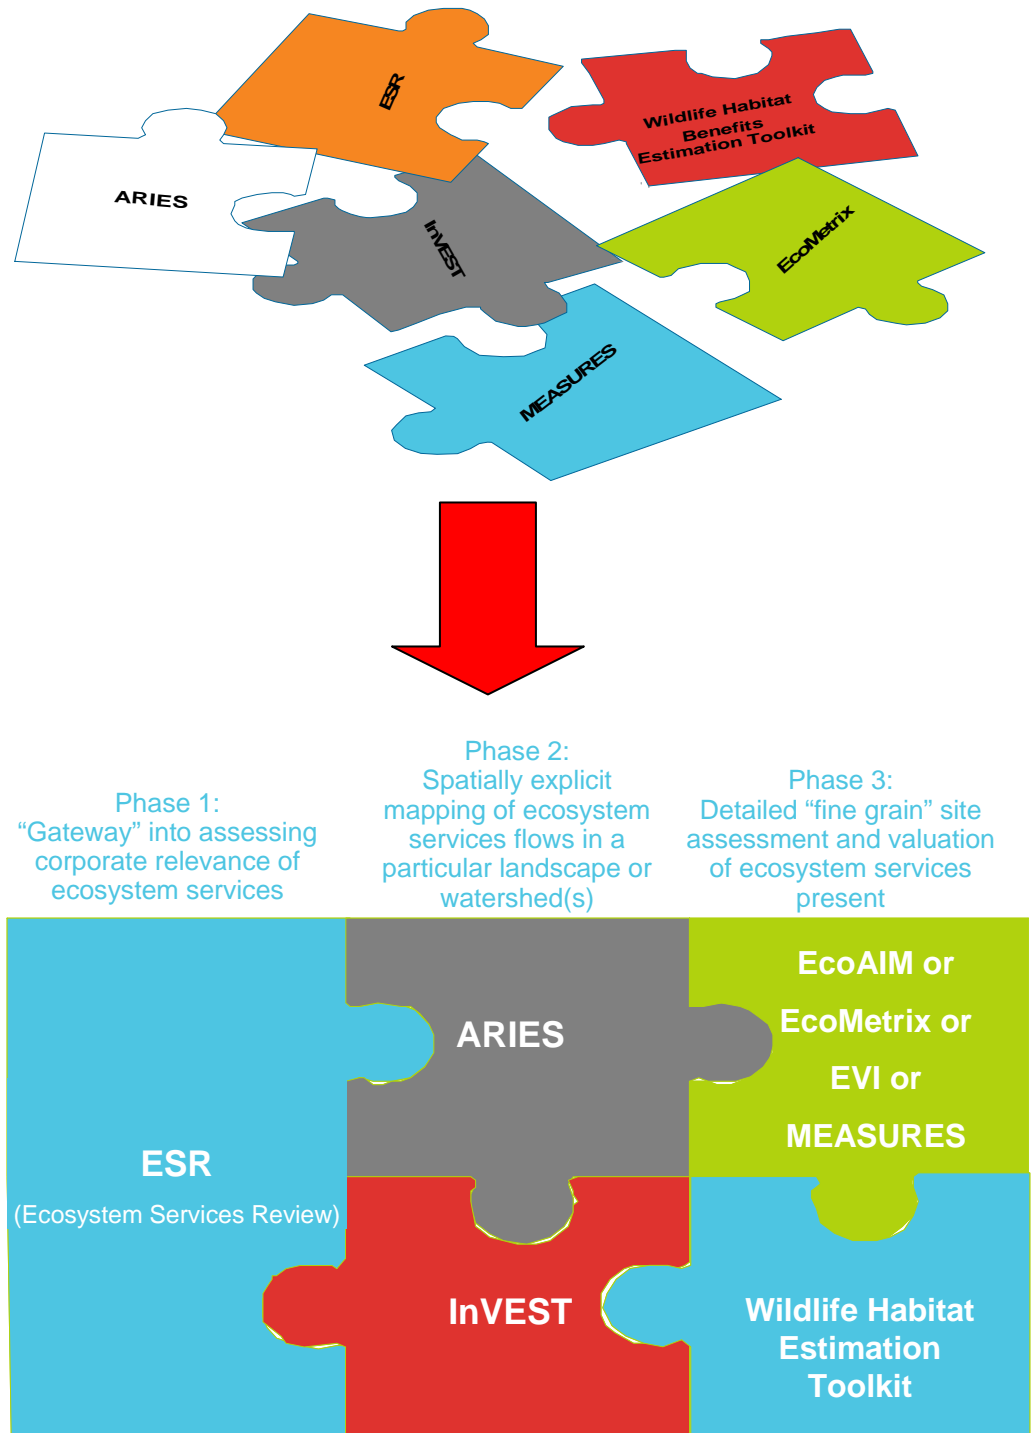 ESR
Wildlife Habitat
Benefits
Estimation Toolkit
ARIES
InVEST
EcoMetrix
MEASURES
Phase 1:
“Gateway” into assessing
corporate relevance of
ecosystem services
Phase 2:
Spatially explicit
mapping of ecosystem
services flows in a
particular landscape or
watershed(s)
Phase 3:
Detailed “fine grain” site
assessment and valuation
of ecosystem services
present
ESR
(Ecosystem Services Review)
ARIES
InVEST
EcoAIM or
EcoMetrix or
EVI or
MEASURES
Wildlife Habitat
Estimation
Toolkit